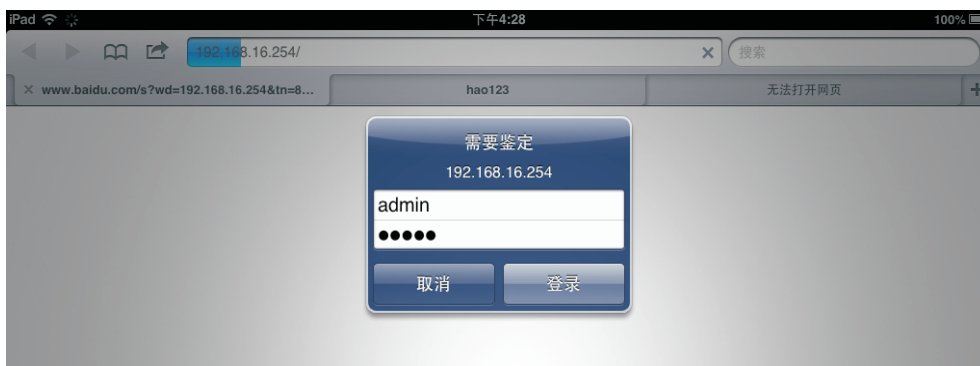 iPad 下午4:28 100%
192.168.16.254/ 搜索
www.baidu.com/s?wd=192.168.16.254&tn=8... hao123 无法打开网页
需要鉴定
192.168.16.254
admin
●●●●●
取消 登录